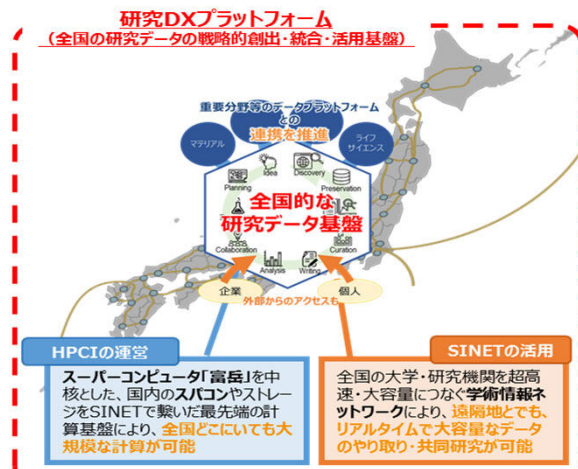 研究DXプラットフォーム
(全国の研究データの戦略的創出・統合・活用基盤)
重要分野等のデータプラットフォーム
との
連携を推進
マテリアル
ライフ
サイエンス
Idea
Discovery
Planning
Preservation
全国的な
研究データ基盤
Collaboration
Curation
Analysis
Writing
企業
個人
外部からのアクセスも
HPCIの運営
スーパーコンピュータ「富岳」を中
核とした、国内のスパコンやストレー
ジをSINETで繋いだ最先端の計
算基盤により、全国どこにいても大
規模な計算が可能
SINETの活用
全国の大学・研究機関を超高
速・大容量につなぐ学術情報ネ
ットワークにより、遠隔地とでも、
リアルタイムで大容量なデータ
のやり取り・共同研究が可能